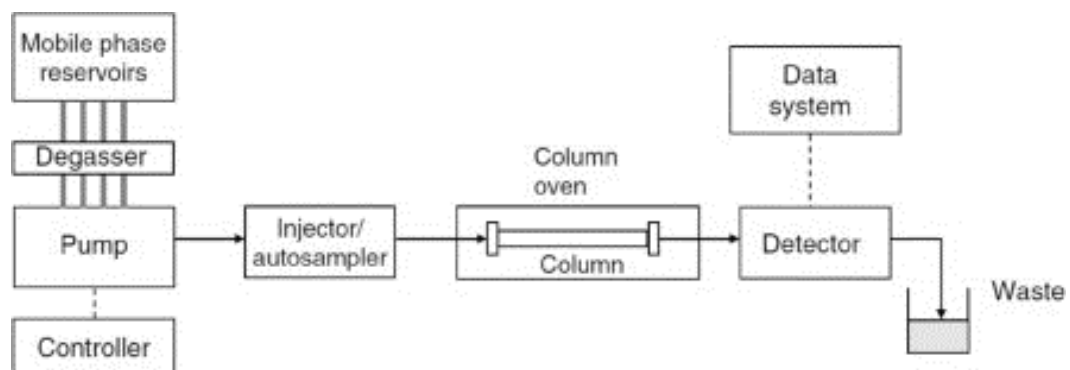 Mobile phase
reservoirs
Degasser
Pump
Controller
Injector/
autosampler
Column
oven
Column
Data
system
Detector
Waste